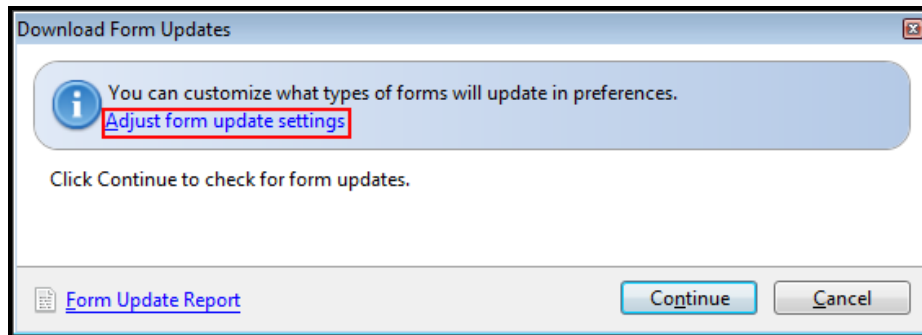 Download Form Updates
You can customize what types of forms will update in preferences.
Adjust form update settings
Click Continue to check for form updates.
Form Update Report
Continue
Cancel